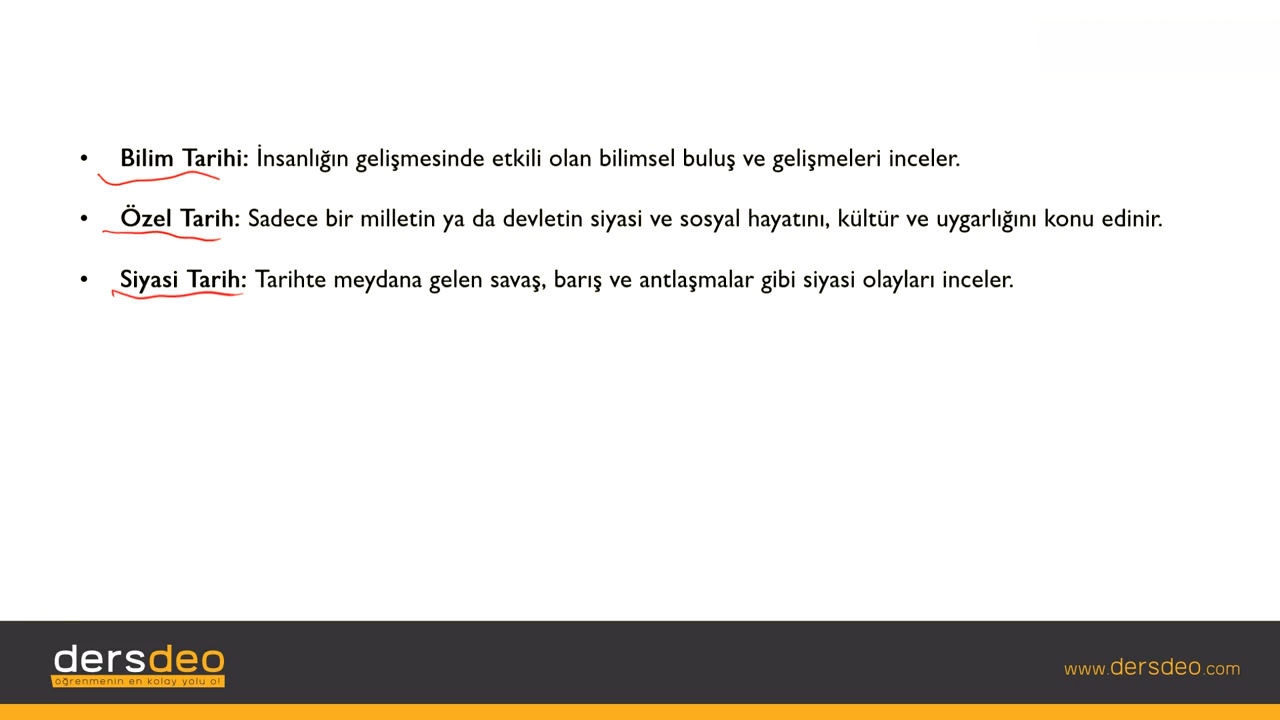 • Bilim Tarihi: İnsanlığın gelişmesinde etkili olan bilimsel buluş ve gelişmeleri inceler.
• Özel Tarih: Sadece bir milletin ya da devletin siyasi ve sosyal hayatını, kültür ve uygarlığını konu edinir.
• Siyasi Tarih: Tarihte meydana gelen savaş, barış ve antlaşmalar gibi siyasi olayları inceler.
dersdeo
öğrenmenin en kolay yolu o!
www.dersdeo.com